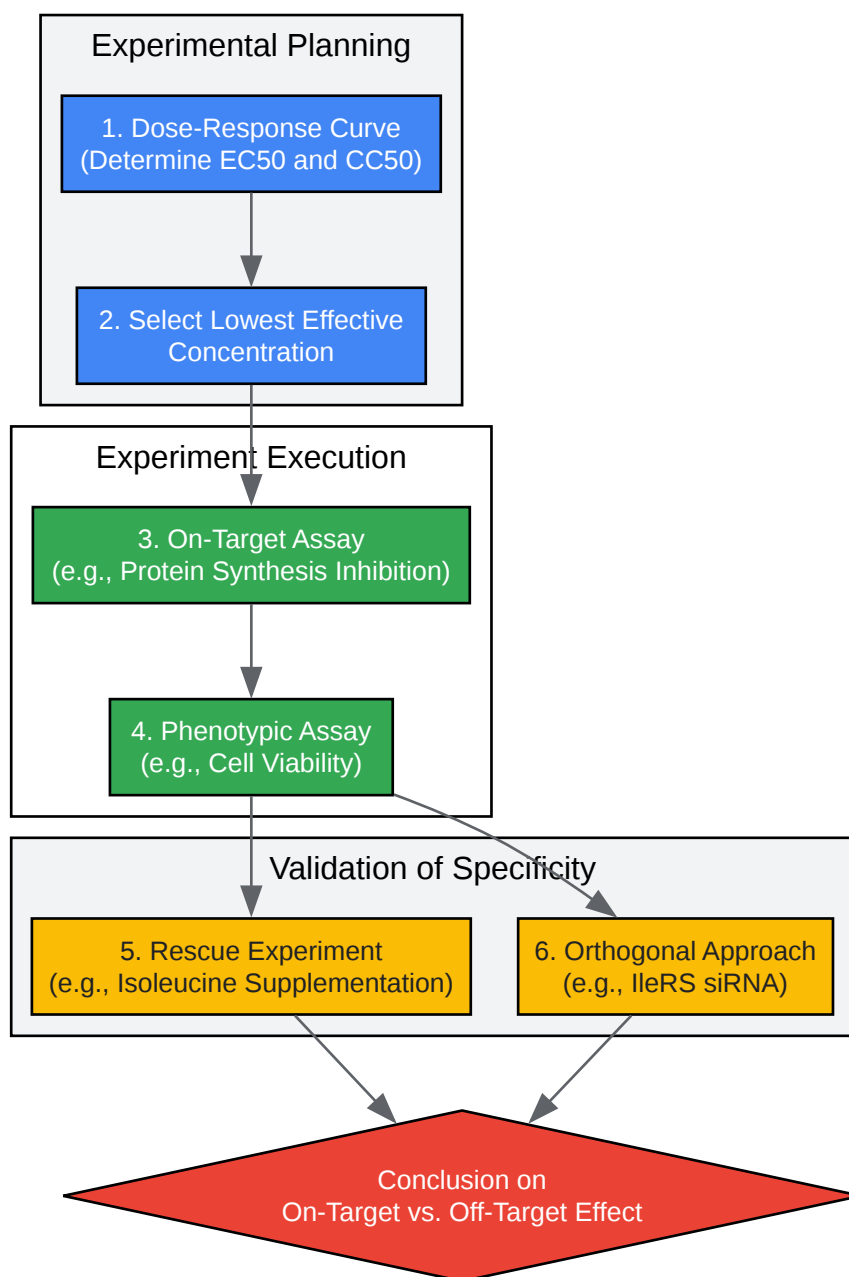 Experimental Planning
1. Dose-Response Curve
(Determine EC50 and CC50)
2. Select Lowest Effective
Concentration
Experiment Execution
3. On-Target Assay
(e.g., Protein Synthesis Inhibition)
4. Phenotypic Assay
(e.g., Cell Viability)
Validation of Specificity
5. Rescue Experiment
(e.g., Isoleucine Supplementation)
6. Orthogonal Approach
(e.g., IleRS siRNA)
Conclusion on
On-Target vs. Off-Target Effect